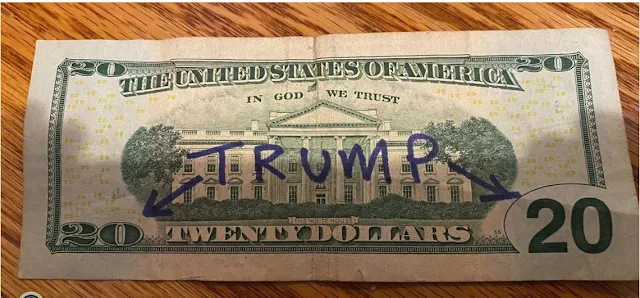 20 THE UNITED STATES OF AMERICA 20
IN GOD WE TRUST
TRUMP
THE WHITE HOUSE
20 TWENTY DOLLARS 20